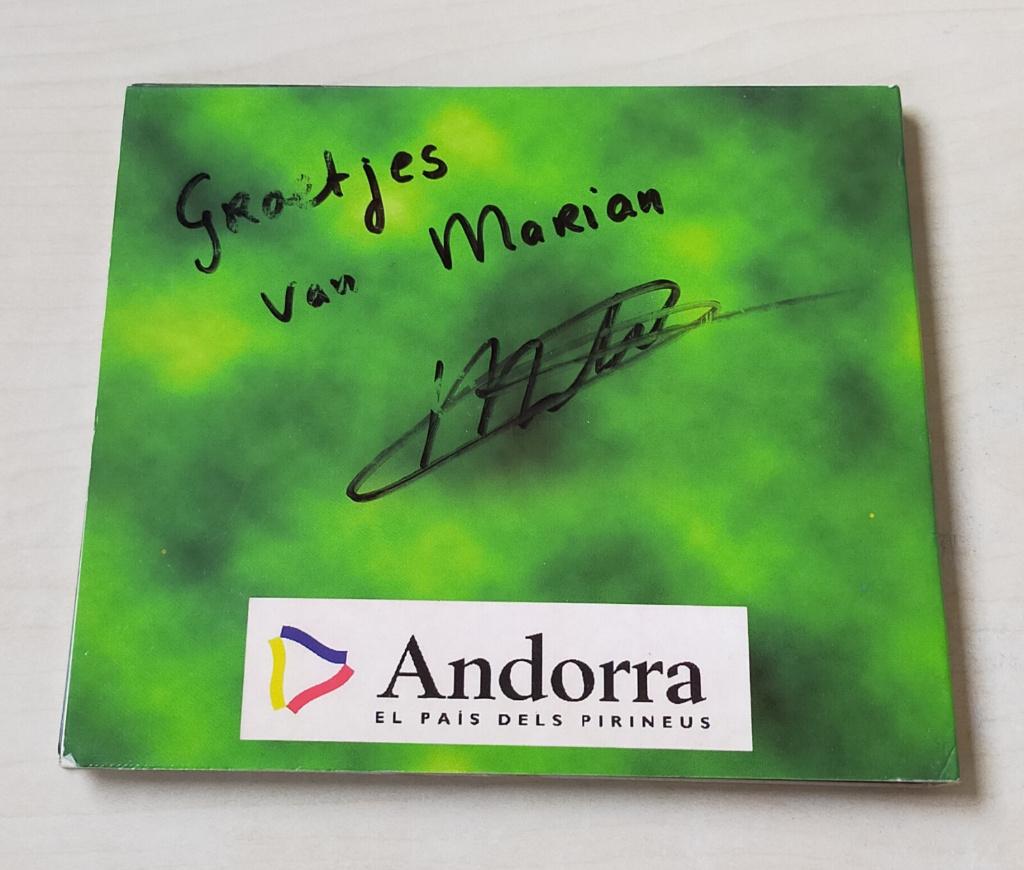 Groetjes
van Marian
Andorra
EL PAÍS DELS PIRINEUS